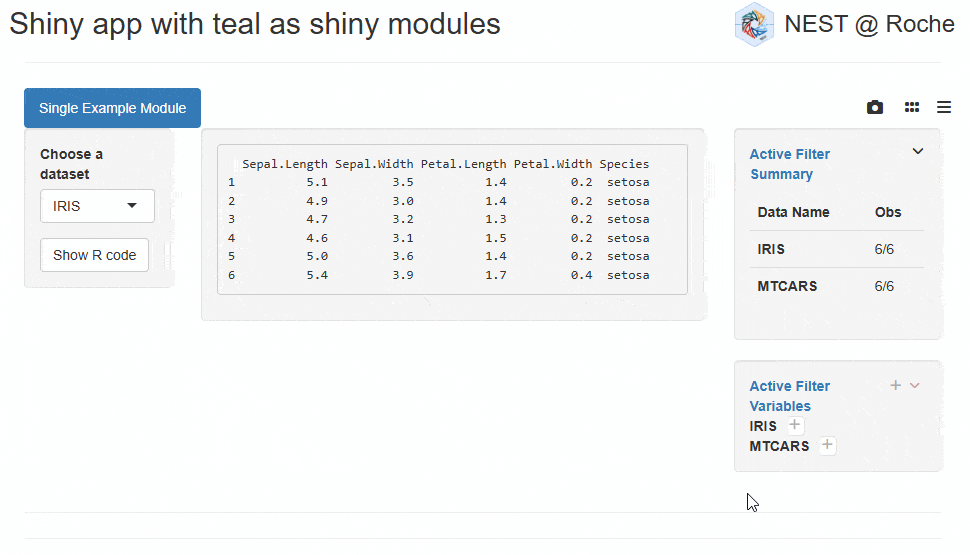 Shiny app with teal as shiny modules
NEST @ Roche
Single Example Module
Choose a
dataset
IRIS
Show R code
Sepal.Length Sepal.Width Petal.Length Petal.Width Species
1 5.1 3.5 1.4 0.2 setosa
2 4.9 3.0 1.4 0.2 setosa
3 4.7 3.2 1.3 0.2 setosa
4 4.6 3.1 1.5 0.2 setosa
5 5.0 3.6 1.4 0.2 setosa
6 5.4 3.9 1.7 0.4 setosa
Active Filter
Summary
Data Name Obs
IRIS 6/6
MTCARS 6/6
Active Filter
Variables
IRIS
MTCARS